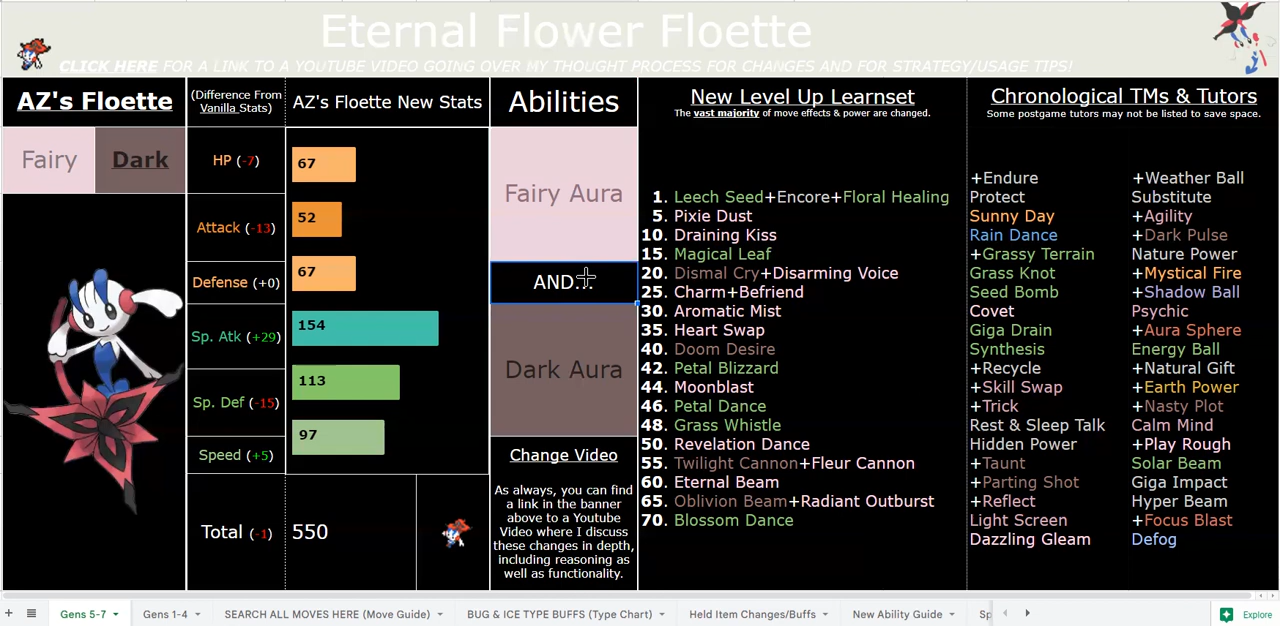 Eternal Flower Floette
CLICK HERE FOR A LINK TO A YOUTUBE VIDEO GOING OVER MY THOUGHT PROCESS FOR CHANGES AND FOR STRATEGY/USAGE TIPS!
AZ's Floette
(Difference From
Vanilla Stats)
AZ's Floette New Stats
Abilities
New Level Up Learnset
The vast majority of move effects & power are changed.
Chronological TMs & Tutors
Some postgame tutors may not be listed to save space.
Fairy
Dark
HP (-7)
67
Attack (-13)
52
Defense (+0)
67
Sp. Atk (+29)
154
Sp. Def (-15)
113
Speed (+5)
97
Total (-1)
550
Fairy Aura
AND...
Dark Aura
Change Video
As always, you can find
a link in the banner
above to a Youtube
Video where I discuss
these changes in depth,
including reasoning as
well as functionality.
1. Leech Seed+Encore+Floral Healing
5. Pixie Dust
10. Draining Kiss
15. Magical Leaf
20. Dismal Cry+Disarming Voice
25. Charm+Befriend
30. Aromatic Mist
35. Heart Swap
40. Doom Desire
42. Petal Blizzard
44. Moonblast
46. Petal Dance
48. Grass Whistle
50. Revelation Dance
55. Twilight Cannon+Fleur Cannon
60. Eternal Beam
65. Oblivion Beam+Radiant Outburst
70. Blossom Dance
+Endure
Protect
Sunny Day
Rain Dance
+Grassy Terrain
Grass Knot
Seed Bomb
Covet
Giga Drain
Synthesis
+Recycle
+Skill Swap
+Trick
Rest & Sleep Talk
Hidden Power
+Taunt
+Parting Shot
+Reflect
Light Screen
Dazzling Gleam
+Weather Ball
Substitute
+Agility
+Dark Pulse
Nature Power
+Mystical Fire
+Shadow Ball
Psychic
+Aura Sphere
Energy Ball
+Natural Gift
+Earth Power
+Nasty Plot
Calm Mind
+Play Rough
Solar Beam
Giga Impact
Hyper Beam
+Focus Blast
Defog
Gens 5-7
Gens 1-4
SEARCH ALL MOVES HERE (Move Guide)
BUG & ICE TYPE BUFFS (Type Chart)
Held Item Changes/Buffs
New Ability Guide
Sp
Explore